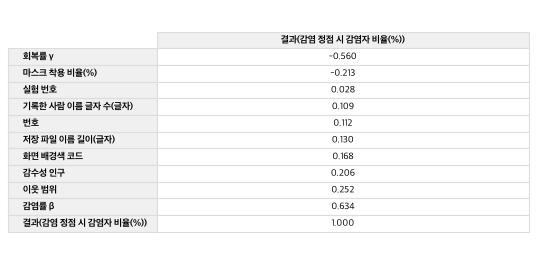 결과(감염 정점 시 감염자 비율(%))
회복률 γ -0.560
마스크 착용 비율(%) -0.213
실험 번호 0.028
기록한 사람 이름 글자 수(글자) 0.109
번호 0.112
저장 파일 이름 길이(글자) 0.130
화면 배경색 코드 0.168
감수성 인구 0.206
이웃 범위 0.252
감염률 β 0.634
결과(감염 정점 시 감염자 비율(%)) 1.000